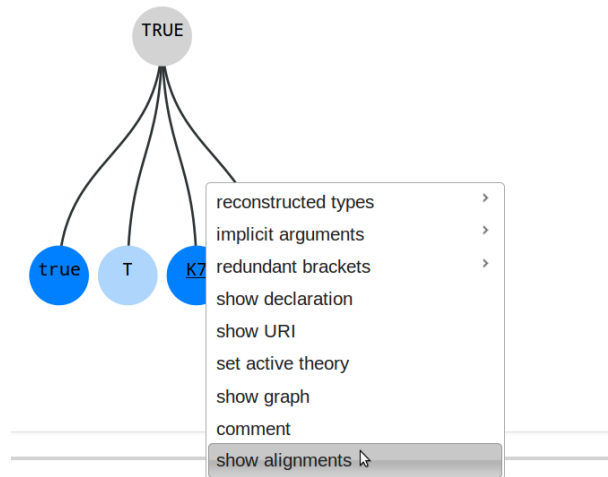 TRUE
true
T
K7
reconstructed types
implicit arguments
redundant brackets
show declaration
show URI
set active theory
show graph
comment
show alignments